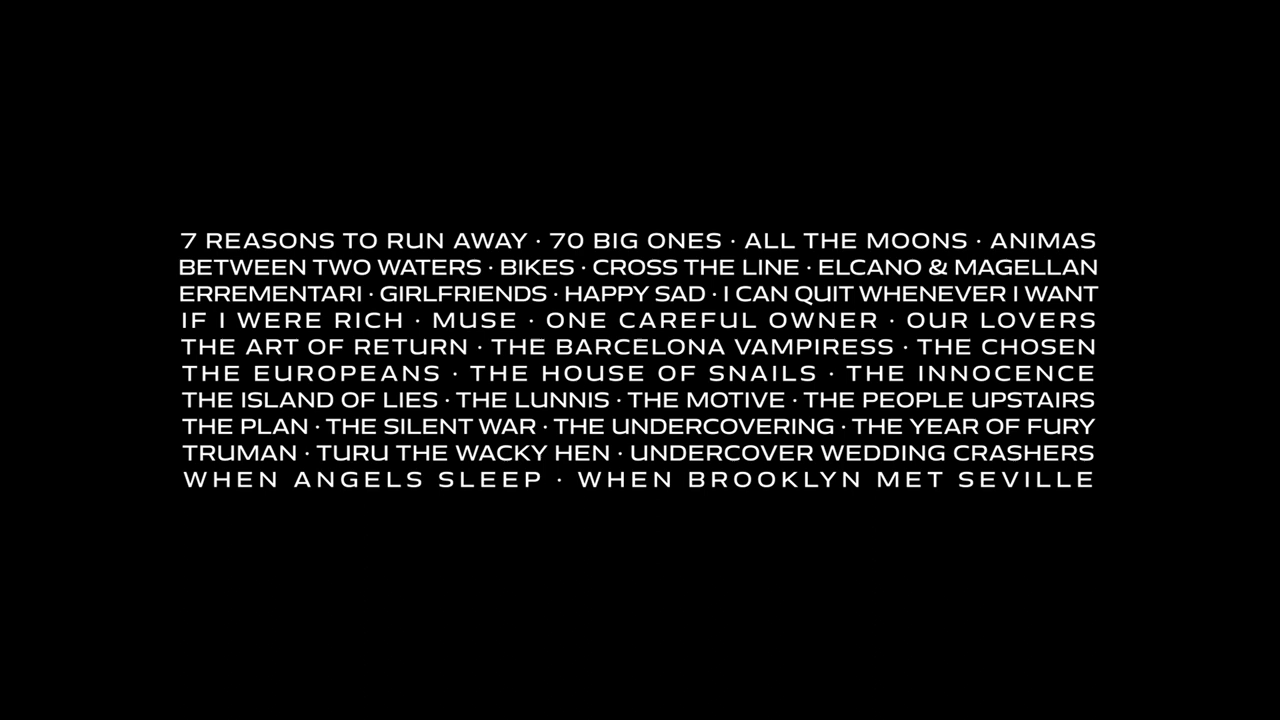 7 REASONS TO RUN AWAY · 70 BIG ONES · ALL THE MOONS · ANIMAS
BETWEEN TWO WATERS · BIKES · CROSS THE LINE · ELCANO & MAGELLAN
ERREMENTARI · GIRLFRIENDS · HAPPY SAD · I CAN QUIT WHENEVER I WANT
IF I WERE RICH · MUSE · ONE CAREFUL OWNER · OUR LOVERS
THE ART OF RETURN · THE BARCELONA VAMPIRESS · THE CHOSEN
THE EUROPEANS · THE HOUSE OF SNAILS · THE INNOCENCE
THE ISLAND OF LIES · THE LUNNIS · THE MOTIVE · THE PEOPLE UPSTAIRS
THE PLAN · THE SILENT WAR · THE UNDERCOVERING · THE YEAR OF FURY
TRUMAN · TURU THE WACKY HEN · UNDERCOVER WEDDING CRASHERS
WHEN ANGELS SLEEP · WHEN BROOKLYN MET SEVILLE